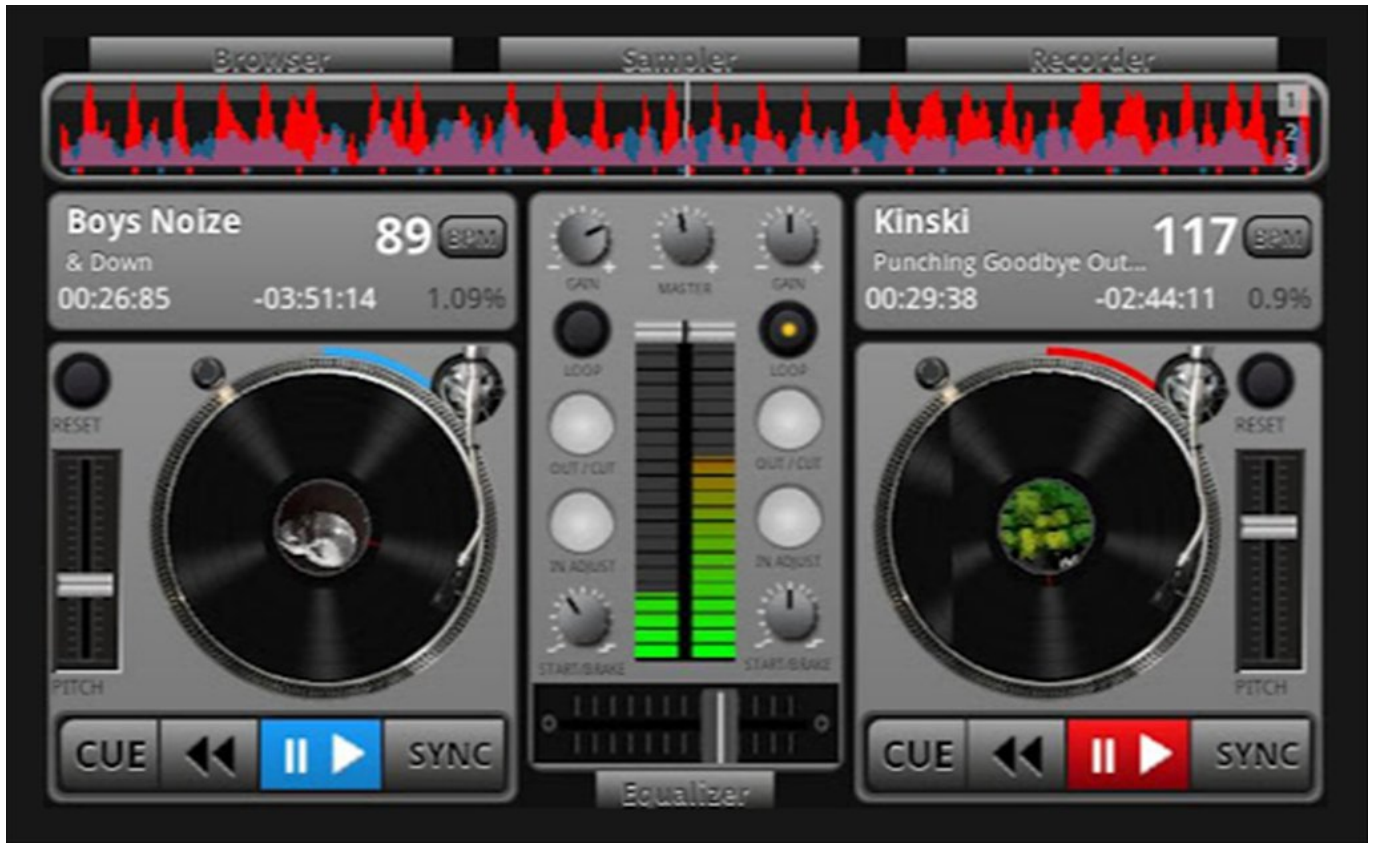 Browser Sampler Recorder
1
2
3
Boys Noize 89 BPM
& Down
00:26:85 -03:51:14 1.09%
GAIN MASTER GAIN
Kinski 117 BPM
Punching Goodbye Out...
00:29:38 -02:44:11 0.9%
LOOP LOOP
RESET RESET
OUT / CUT OUT / CUT
IN ADJUST IN ADJUST
START/BRAKE START/BRAKE
PITCH PITCH
CUE SYNC CUE SYNC
Equalizer